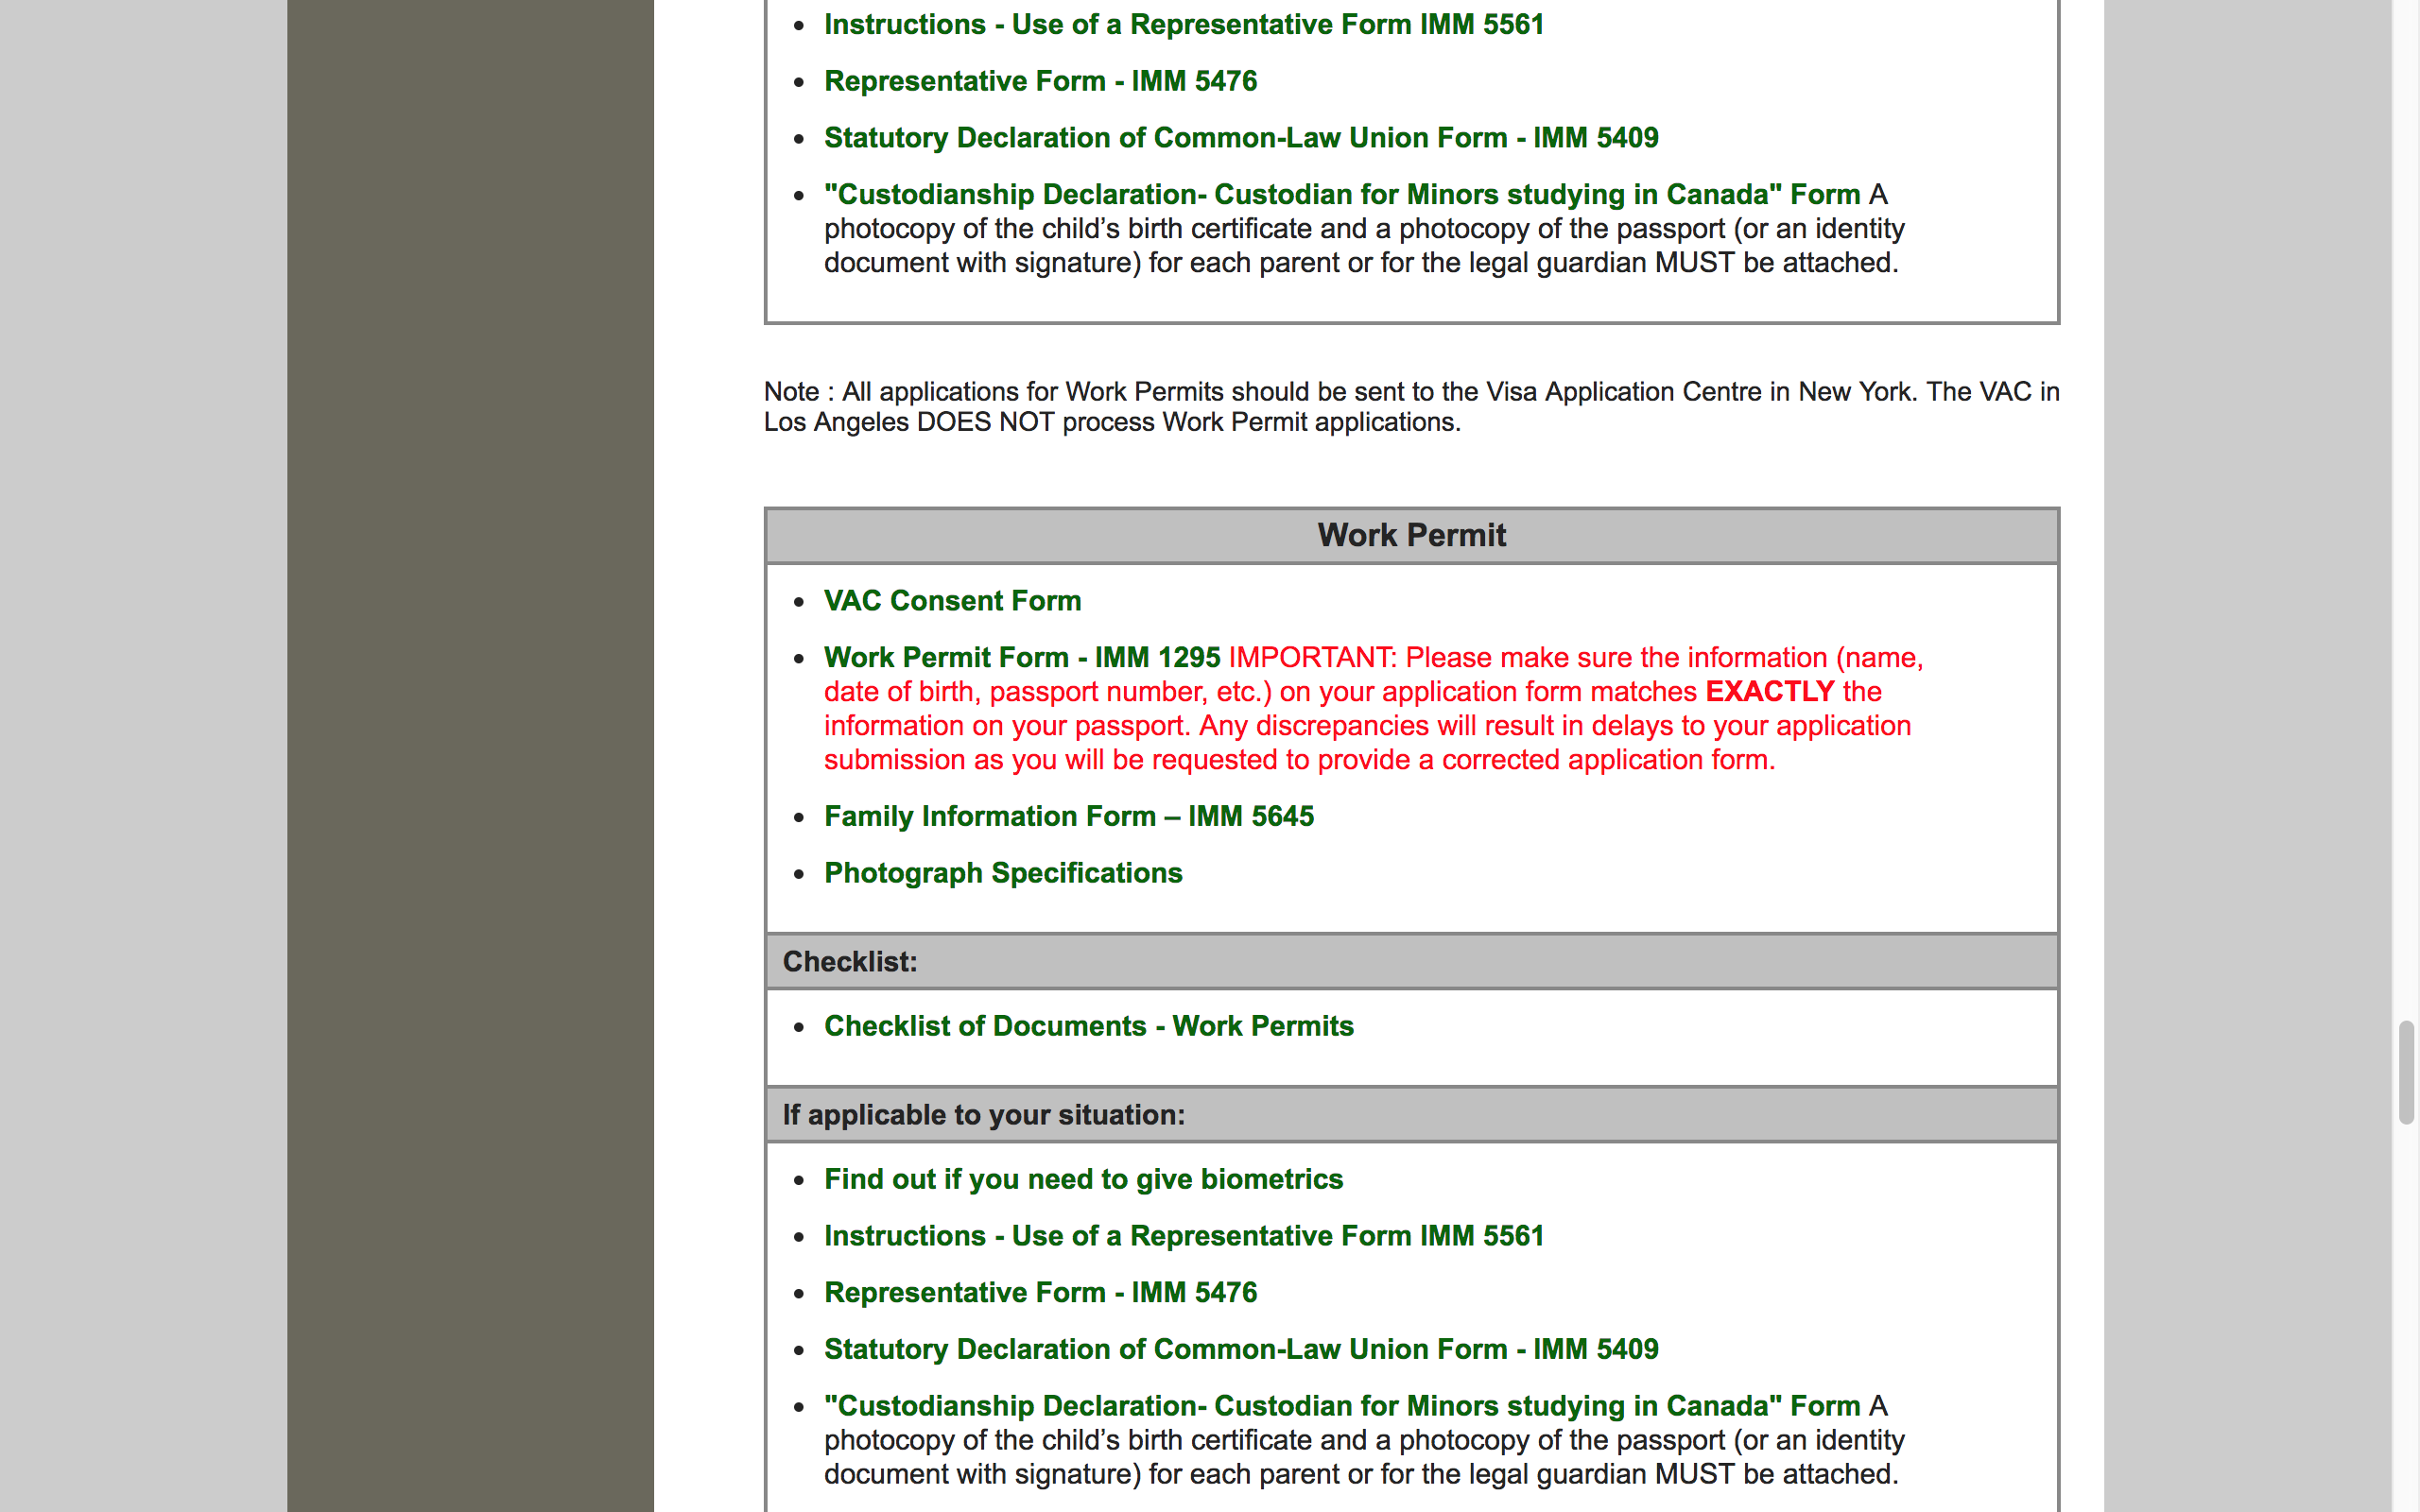 Instructions - Use of a Representative Form IMM 5561
Representative Form - IMM 5476
Statutory Declaration of Common-Law Union Form - IMM 5409
"Custodianship Declaration- Custodian for Minors studying in Canada" Form A
photocopy of the child’s birth certificate and a photocopy of the passport (or an identity
document with signature) for each parent or for the legal guardian MUST be attached.
Note : All applications for Work Permits should be sent to the Visa Application Centre in New York. The VAC in
Los Angeles DOES NOT process Work Permit applications.
Work Permit
VAC Consent Form
Work Permit Form - IMM 1295 IMPORTANT: Please make sure the information (name,
date of birth, passport number, etc.) on your application form matches EXACTLY the
information on your passport. Any discrepancies will result in delays to your application
submission as you will be requested to provide a corrected application form.
Family Information Form – IMM 5645
Photograph Specifications
Checklist:
Checklist of Documents - Work Permits
If applicable to your situation:
Find out if you need to give biometrics
Instructions - Use of a Representative Form IMM 5561
Representative Form - IMM 5476
Statutory Declaration of Common-Law Union Form - IMM 5409
"Custodianship Declaration- Custodian for Minors studying in Canada" Form A
photocopy of the child’s birth certificate and a photocopy of the passport (or an identity
document with signature) for each parent or for the legal guardian MUST be attached.